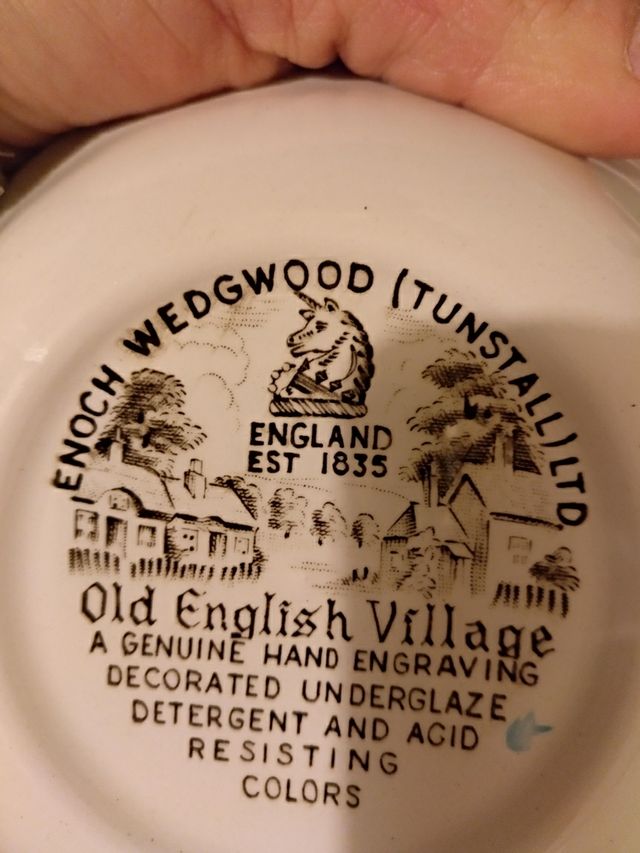 ENOCH WEDGWOOD (TUNSTALL) LTD
ENGLAND
EST 1835
Old English Village
A GENUINE HAND ENGRAVING
DECORATED UNDERGLAZE
DETERGENT AND ACID
RESISTING
COLORS